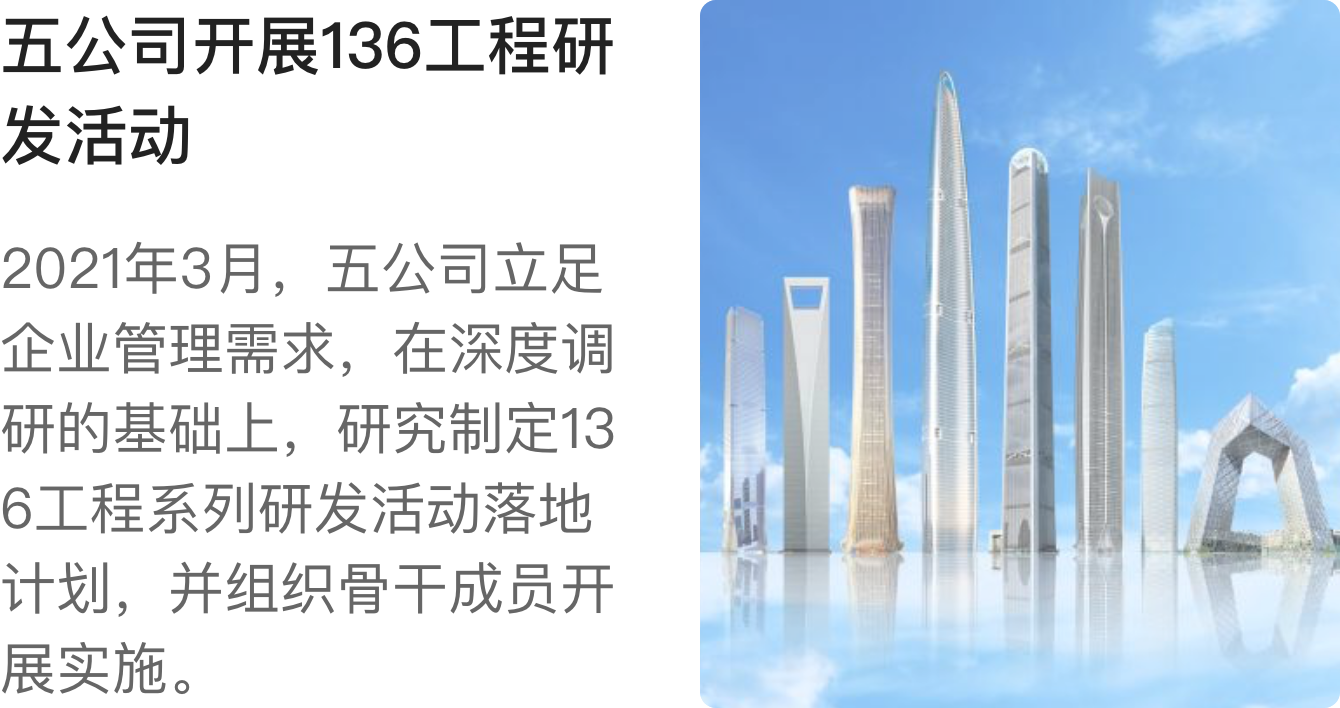 五公司开展136工程研
发活动
2021年3月，五公司立足
企业管理需求，在深度调
研的基础上，研究制定13
6工程系列研发活动落地
计划，并组织骨干成员开
展实施。